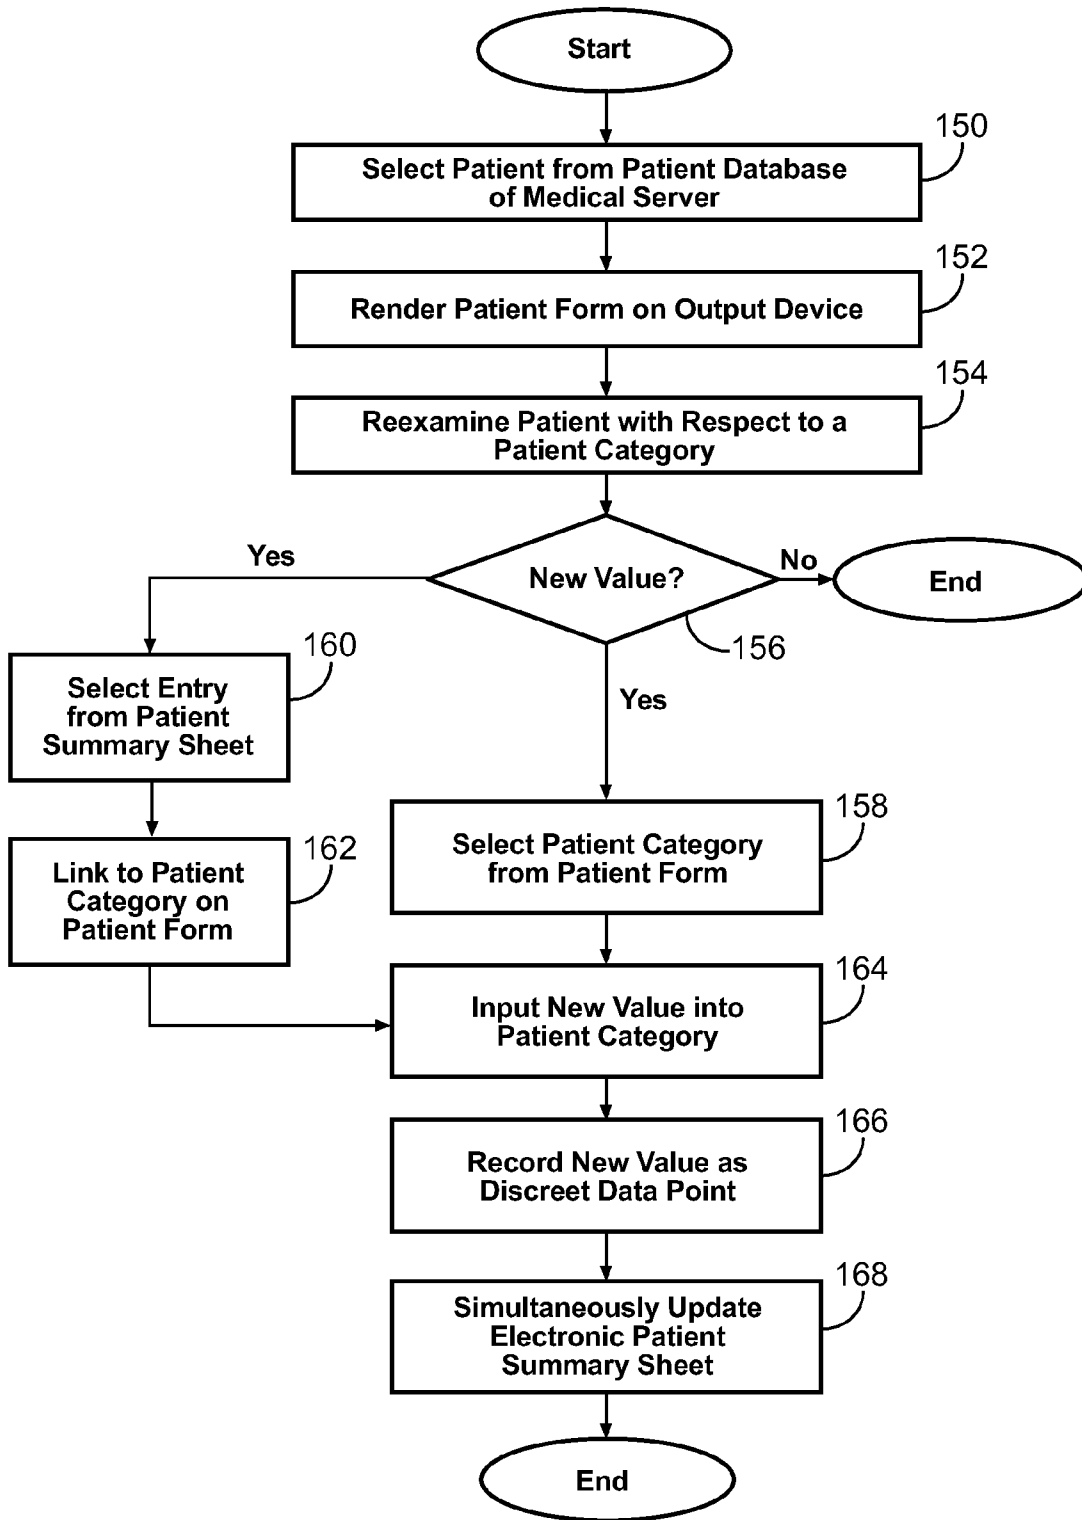 Start
150
Select Patient from Patient Database
of Medical Server
152
Render Patient Form on Output Device
154
Reexamine Patient with Respect to a
Patient Category
Yes
New Value?
No
End
156
160
Select Entry
from Patient
Summary Sheet
Yes
158
Select Patient Category
from Patient Form
162
Link to Patient
Category on
Patient Form
164
Input New Value into
Patient Category
166
Record New Value as
Discreet Data Point
168
Simultaneously Update
Electronic Patient
Summary Sheet
End